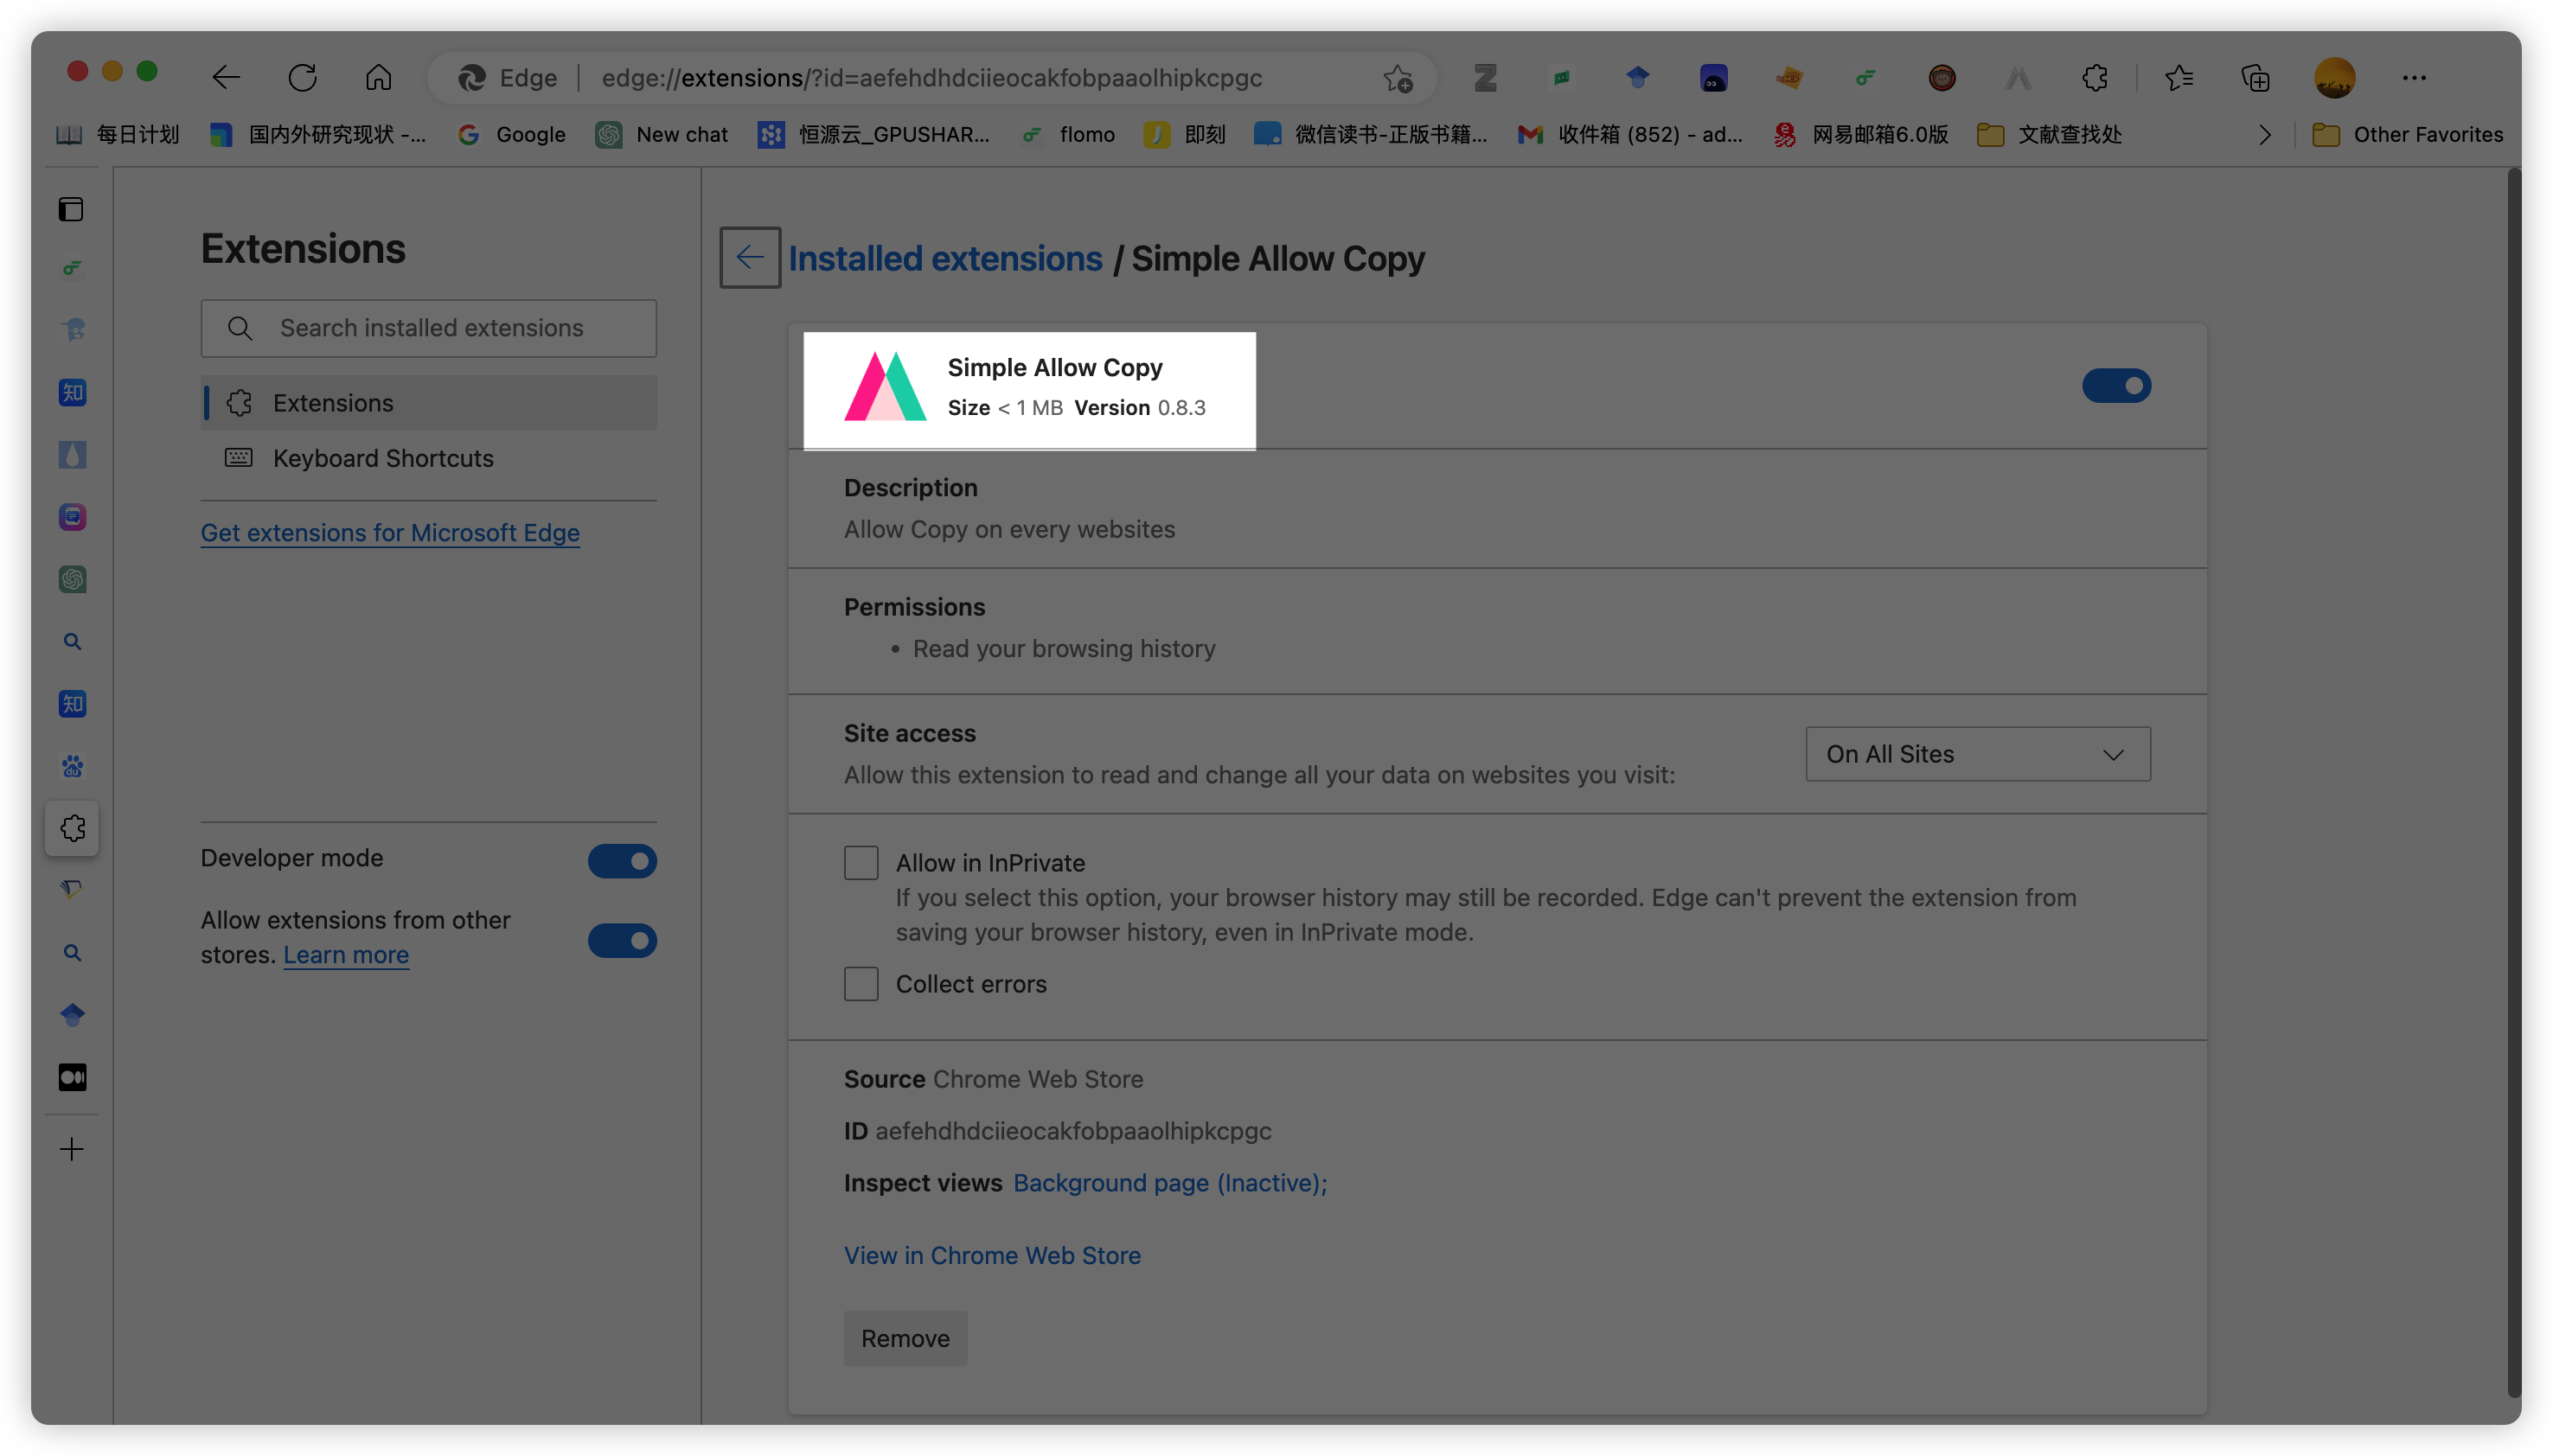 Edge
edge://extensions/?id=aefehdhdciieocakfobpaaolhipkcpgc
每日计划
国内外研究现状 -...
Google
New chat
恒源云_GPUSHAR...
flomo
即刻
微信读书-正版书籍...
收件箱 (852) - ad...
网易邮箱6.0版
文献查找处
Other Favorites
Extensions
Search installed extensions
Extensions
Keyboard Shortcuts
Get extensions for Microsoft Edge
Developer mode
Allow extensions from other
stores. Learn more
Installed extensions / Simple Allow Copy
Simple Allow Copy
Size < 1 MB Version 0.8.3
Description
Allow Copy on every websites
Permissions
• Read your browsing history
Site access
Allow this extension to read and change all your data on websites you visit:
On All Sites
Allow in InPrivate
If you select this option, your browser history may still be recorded. Edge can't prevent the extension from
saving your browser history, even in InPrivate mode.
Collect errors
Source Chrome Web Store
ID aefehdhdciieocakfobpaaolhipkcpgc
Inspect views Background page (Inactive);
View in Chrome Web Store
Remove
知
知
du